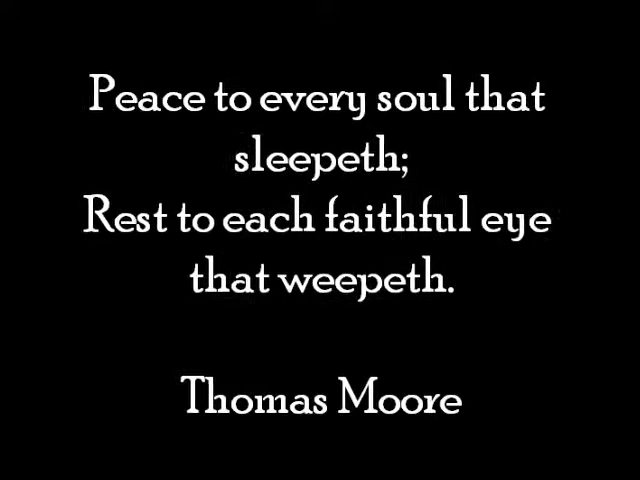 Peace to every soul that
sleepeth;
Rest to each faithful eye
that weepeth.
Thomas Moore